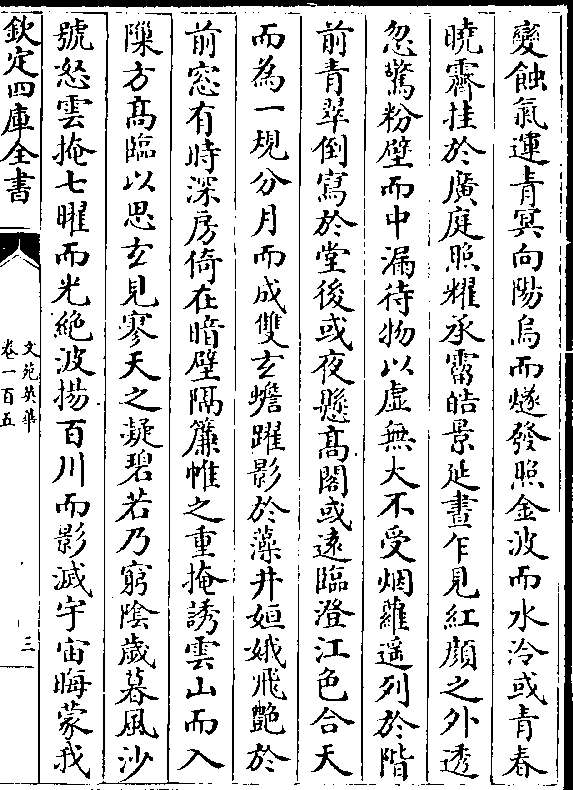 變蝕氣運青冥向陽烏而燧發照金波而水冷或青春
曉霽挂於廣庭照耀承霤皓景延晝乍見紅顔之外透
忽驚粉壁而中漏待物以虛無大不受烟蘿遥列於階
前青翠倒寫於堂後或夜懸髙閣或逺臨澄江色合天
而為一規分月而成雙𤣥蟾躍影於藻井姮娥飛艷於
前窓有時深房倚在暗壁隔簾帷之重掩誘雲山而入
隟方髙臨以思𤣥見寥天之凝碧若乃窮陰歲暮風沙
號怒雲掩七曜而光絶波揚百川而影滅宇宙晦蒙我
欽定四庫全書
文苑英華
卷一百五
三